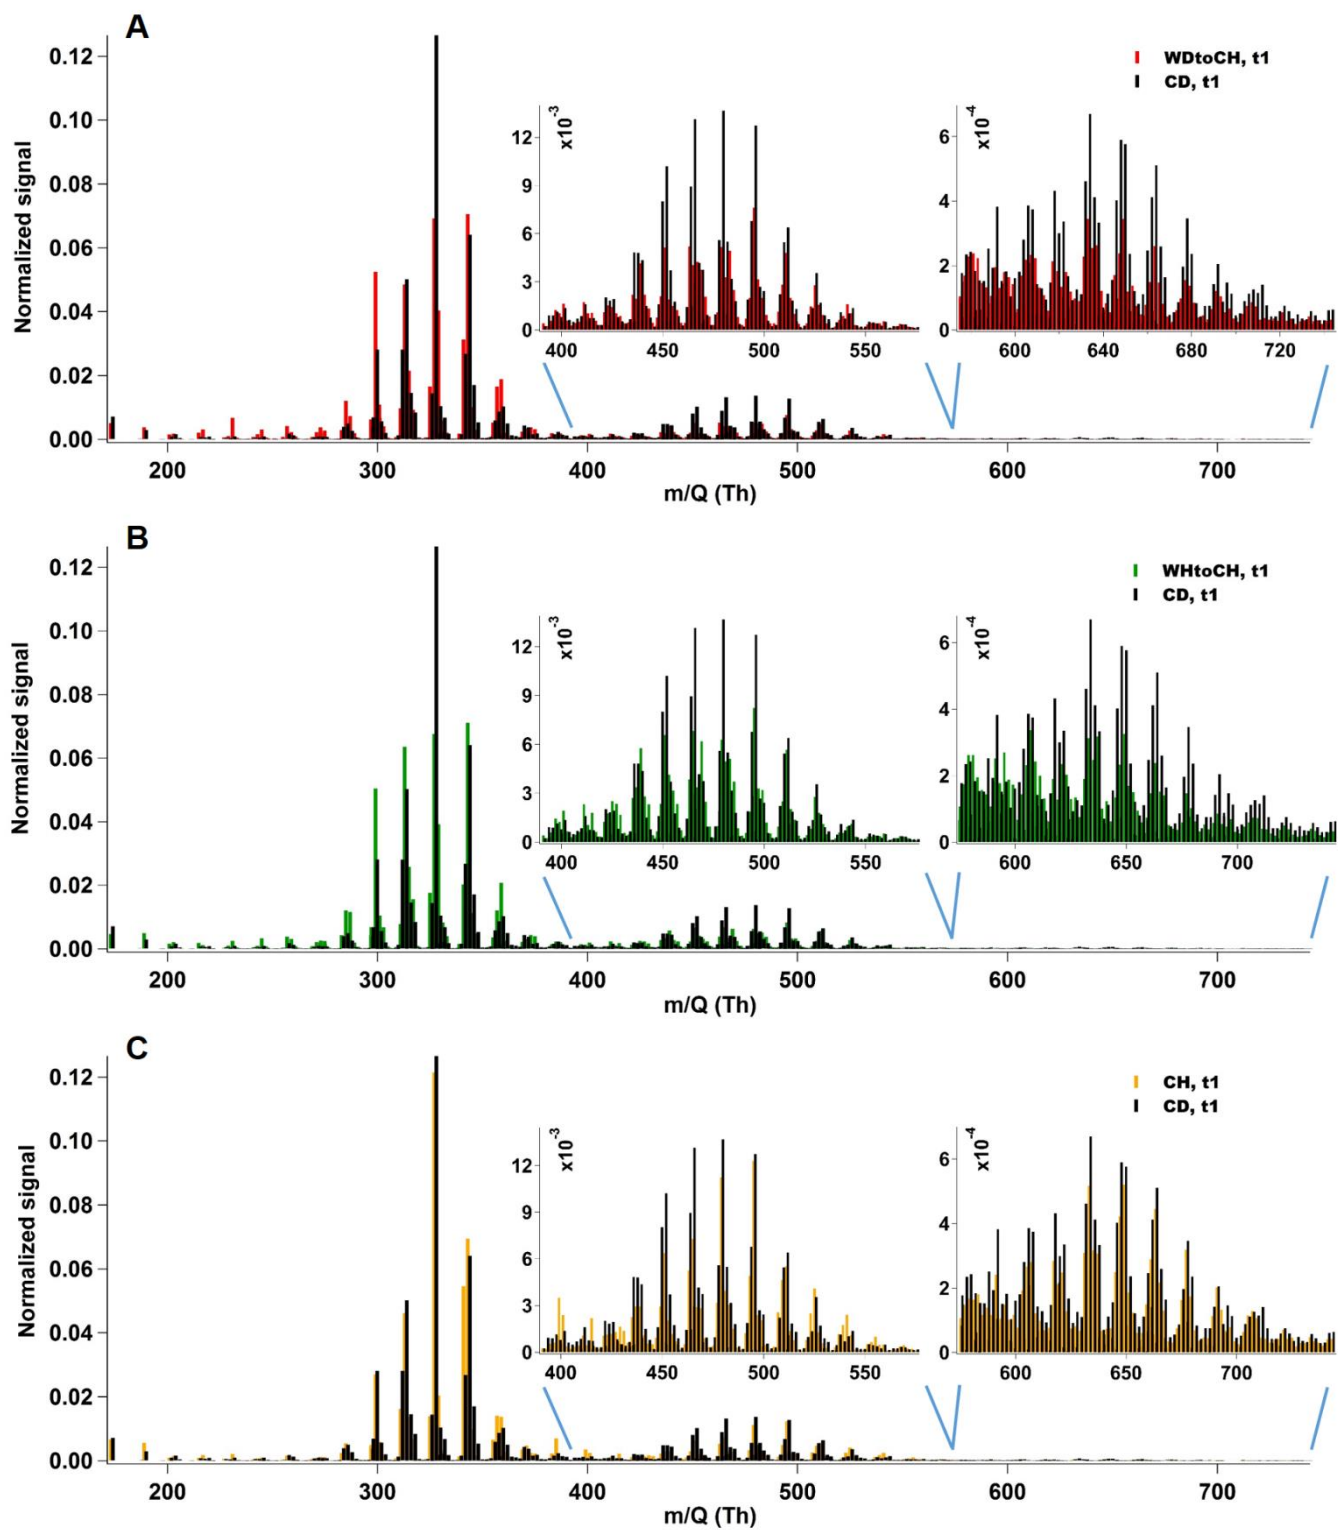 A
Normalized signal
0.12
0.10
0.08
0.06
0.04
0.02
0.00
200 300 400 500 600 700
m/Q (Th)
WDtoCH, t1
CD, t1
x10-3
12
9
6
3
0
400 450 500 550
x10-4
6
4
2
0
600 640 680 720
B
Normalized signal
0.12
0.10
0.08
0.06
0.04
0.02
0.00
200 300 400 500 600 700
m/Q (Th)
WHtoCH, t1
CD, t1
x10-3
12
9
6
3
0
400 450 500 550
x10-4
6
4
2
0
600 650 700
C
Normalized signal
0.12
0.10
0.08
0.06
0.04
0.02
0.00
200 300 400 500 600 700
m/Q (Th)
CH, t1
CD, t1
x10-3
12
9
6
3
0
400 450 500 550
x10-4
6
4
2
0
600 650 700